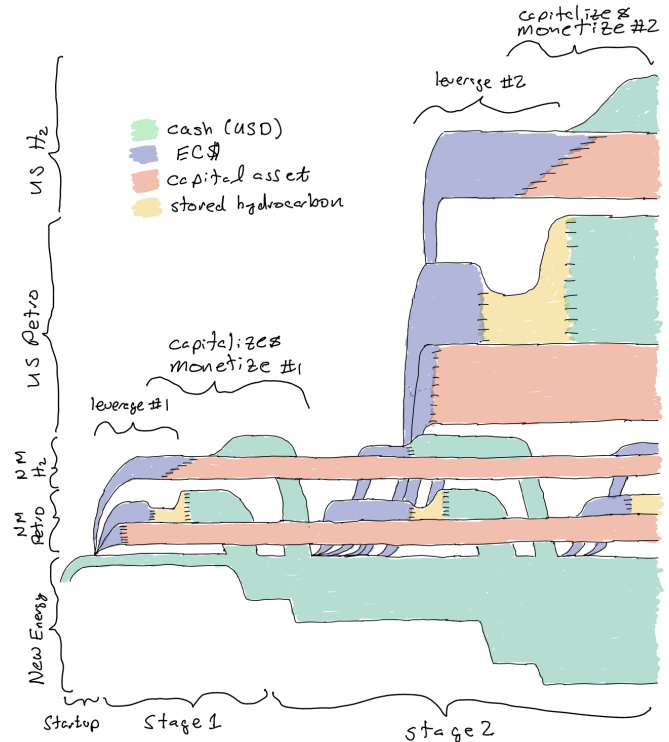 capitalize &
monetize #2
leverage #2
US H₂
cash (USD)
EC$
capital asset
stored hydrocarbon
US Petro
capitalize &
monetize #1
leverage #1
NM
H₂
NM
Petro
New Energy
Startup
Stage 1
stage 2